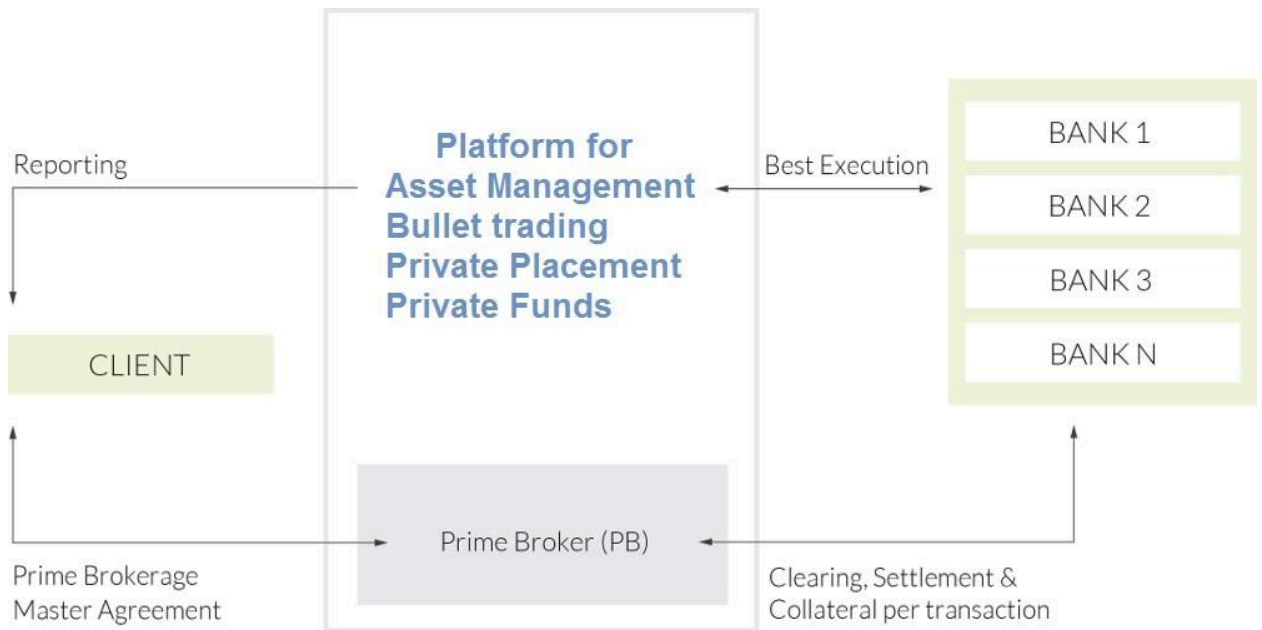 Platform for
Asset Management
Bullet trading
Private Placement
Private Funds
Reporting
Best Execution
BANK 1
BANK 2
BANK 3
BANK N
CLIENT
Prime Broker (PB)
Prime Brokerage
Master Agreement
Clearing, Settlement &
Collateral per transaction